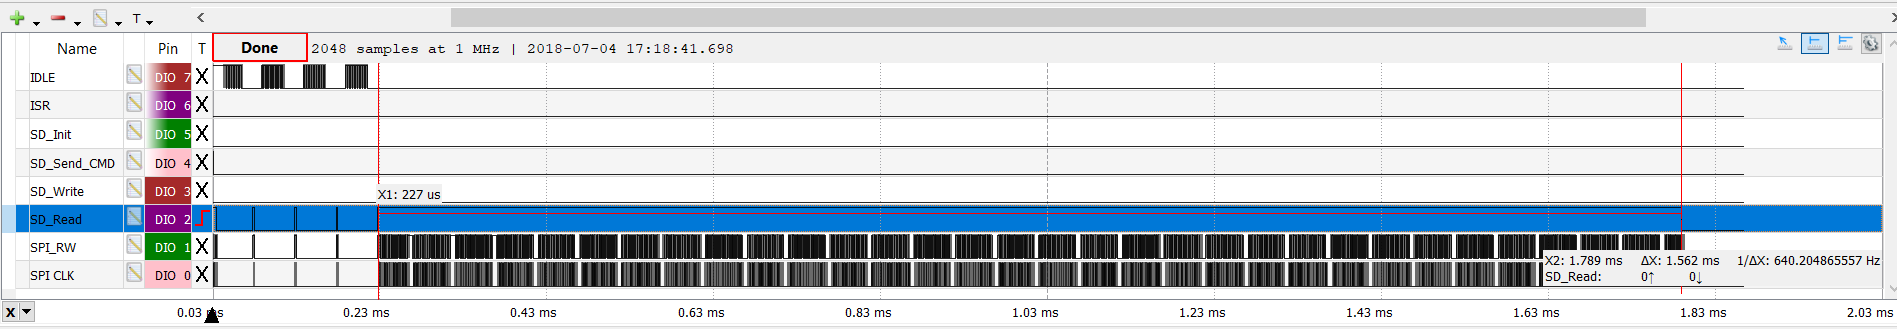 T
Name Pin T Done 2048 samples at 1 MHz | 2018-07-04 17:18:41.698
IDLE DIO 7 X
ISR DIO 6 X
SD_Init DIO 5 X
SD_Send_CMD DIO 4 X
SD_Write DIO 3 X
X1: 227 us
SD_Read DIO 2
SPI_RW DIO 1 X
X2: 1.789 ms ΔX: 1.562 ms 1/ΔX: 640.204865557 Hz
SPI CLK DIO 0 X
SD_Read: 0↑ 0↓
X 0.03 ms 0.23 ms 0.43 ms 0.63 ms 0.83 ms 1.03 ms 1.23 ms 1.43 ms 1.63 ms 1.83 ms 2.03 ms